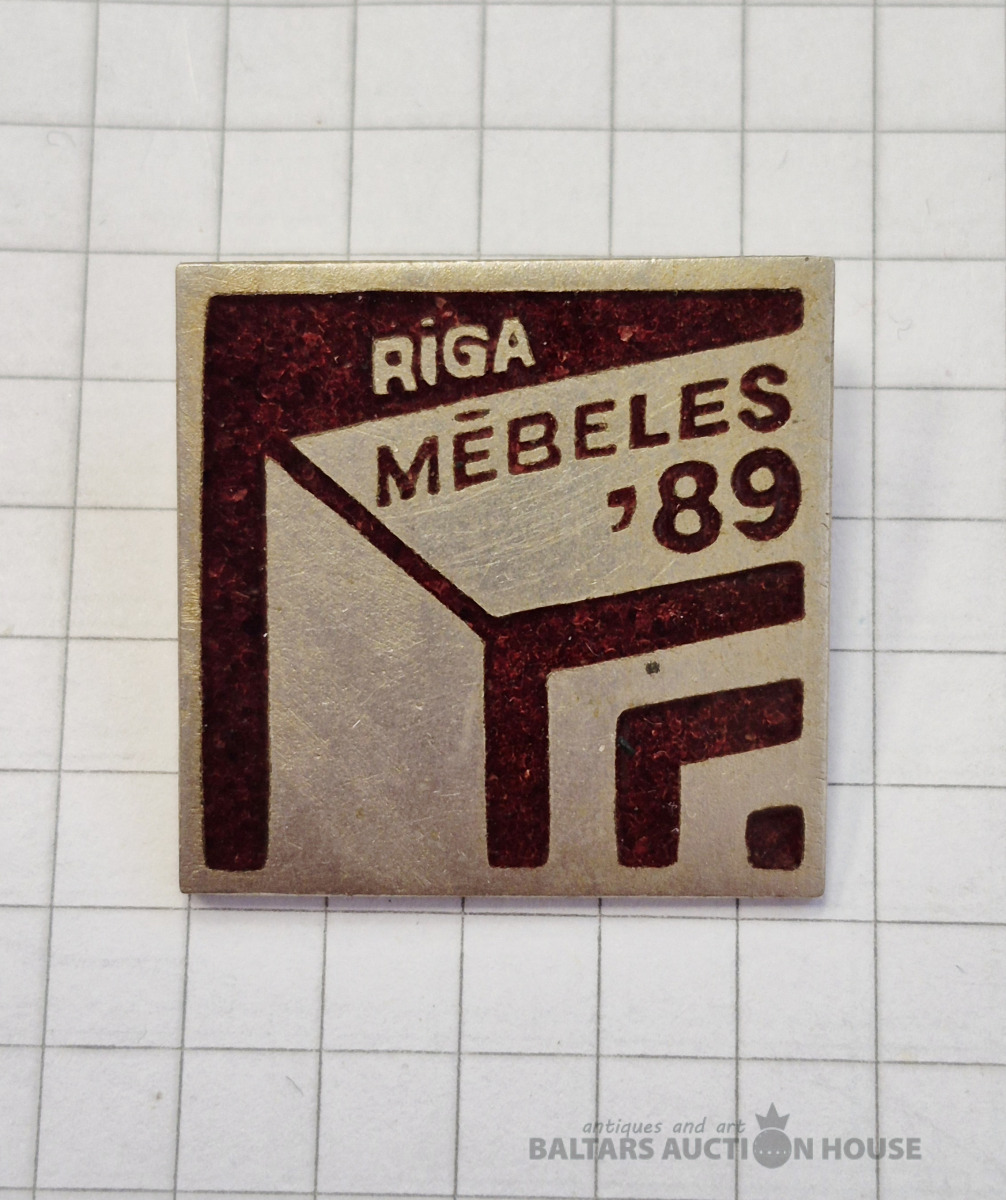 RĪGA
MĒBELES
'89
antiques and art
BALTARS AUCTION HOUSE